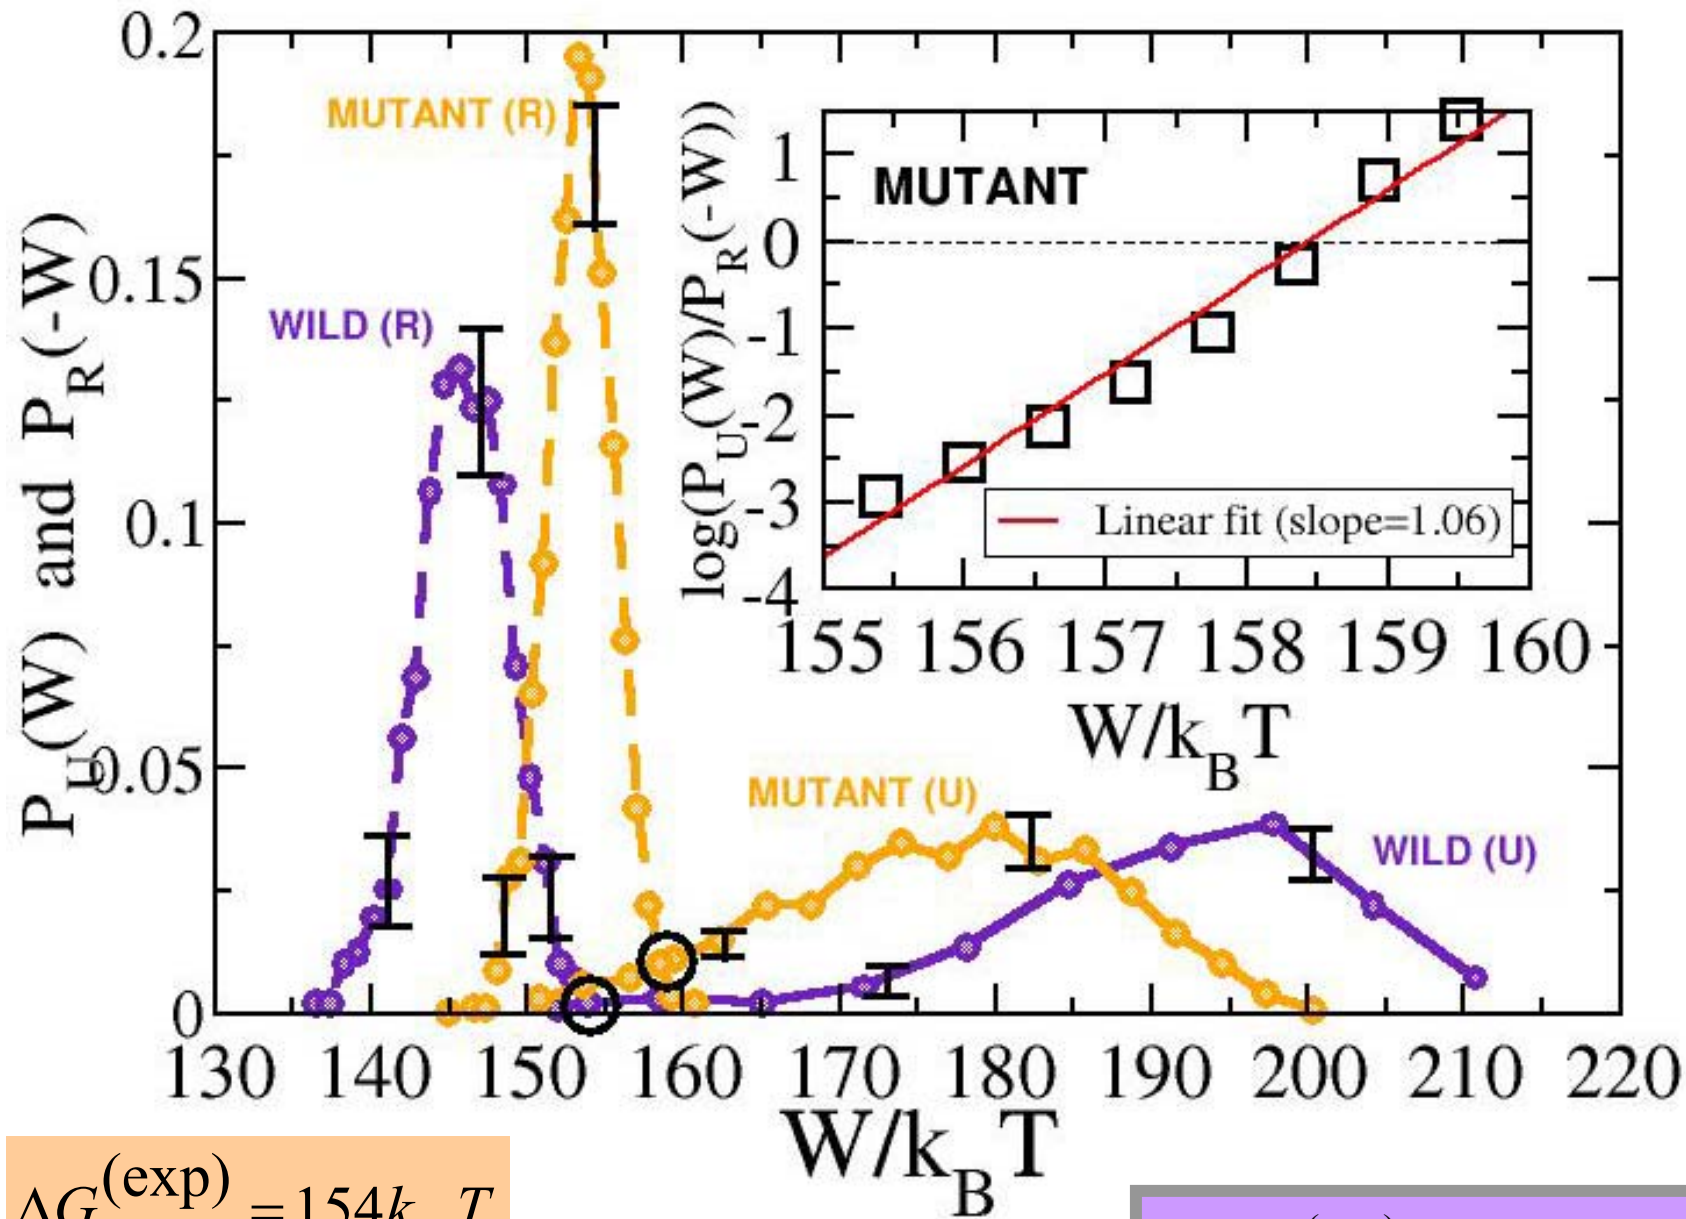 0.2
0.15
0.1
0.05
0
P_U(W) and P_R(-W)
MUTANT (R)
WILD (R)
MUTANT (U)
WILD (U)
130 140 150 160 170 180 190 200 210 220
W/k_BT
log(P_U(W)/P_R(-W))
1
0
-1
-2
-3
-4
MUTANT
Linear fit (slope=1.06)
155 156 157 158 159 160
W/k_BT
ΔG^(exp) = 154k T